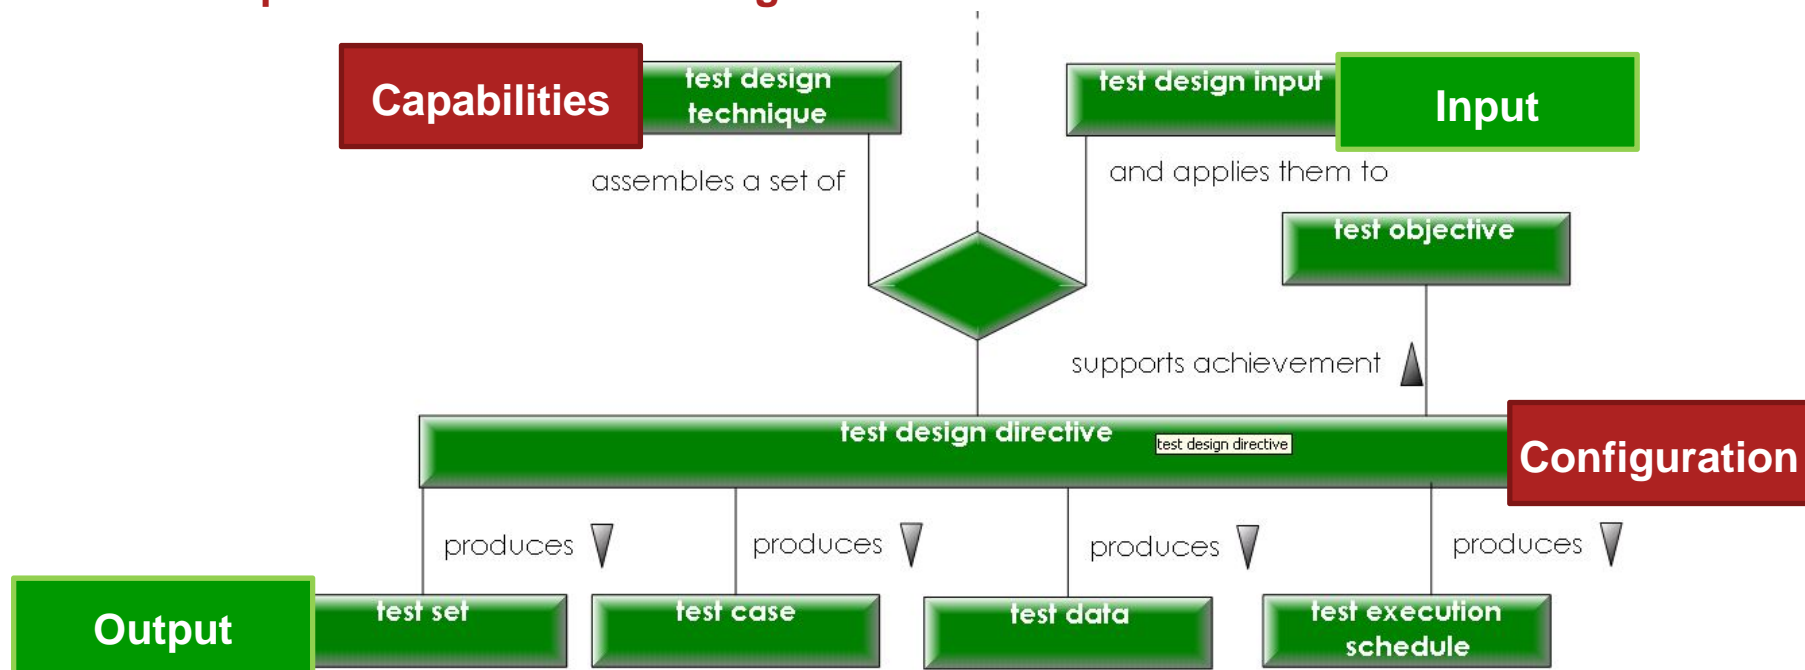 Capabilities
test design
technique
test design input
Input
assembles a set of
and applies them to
test objective
supports achievement
test design directive
test design directive
Configuration
produces
produces
produces
produces
Output
test set
test case
test data
test execution
schedule